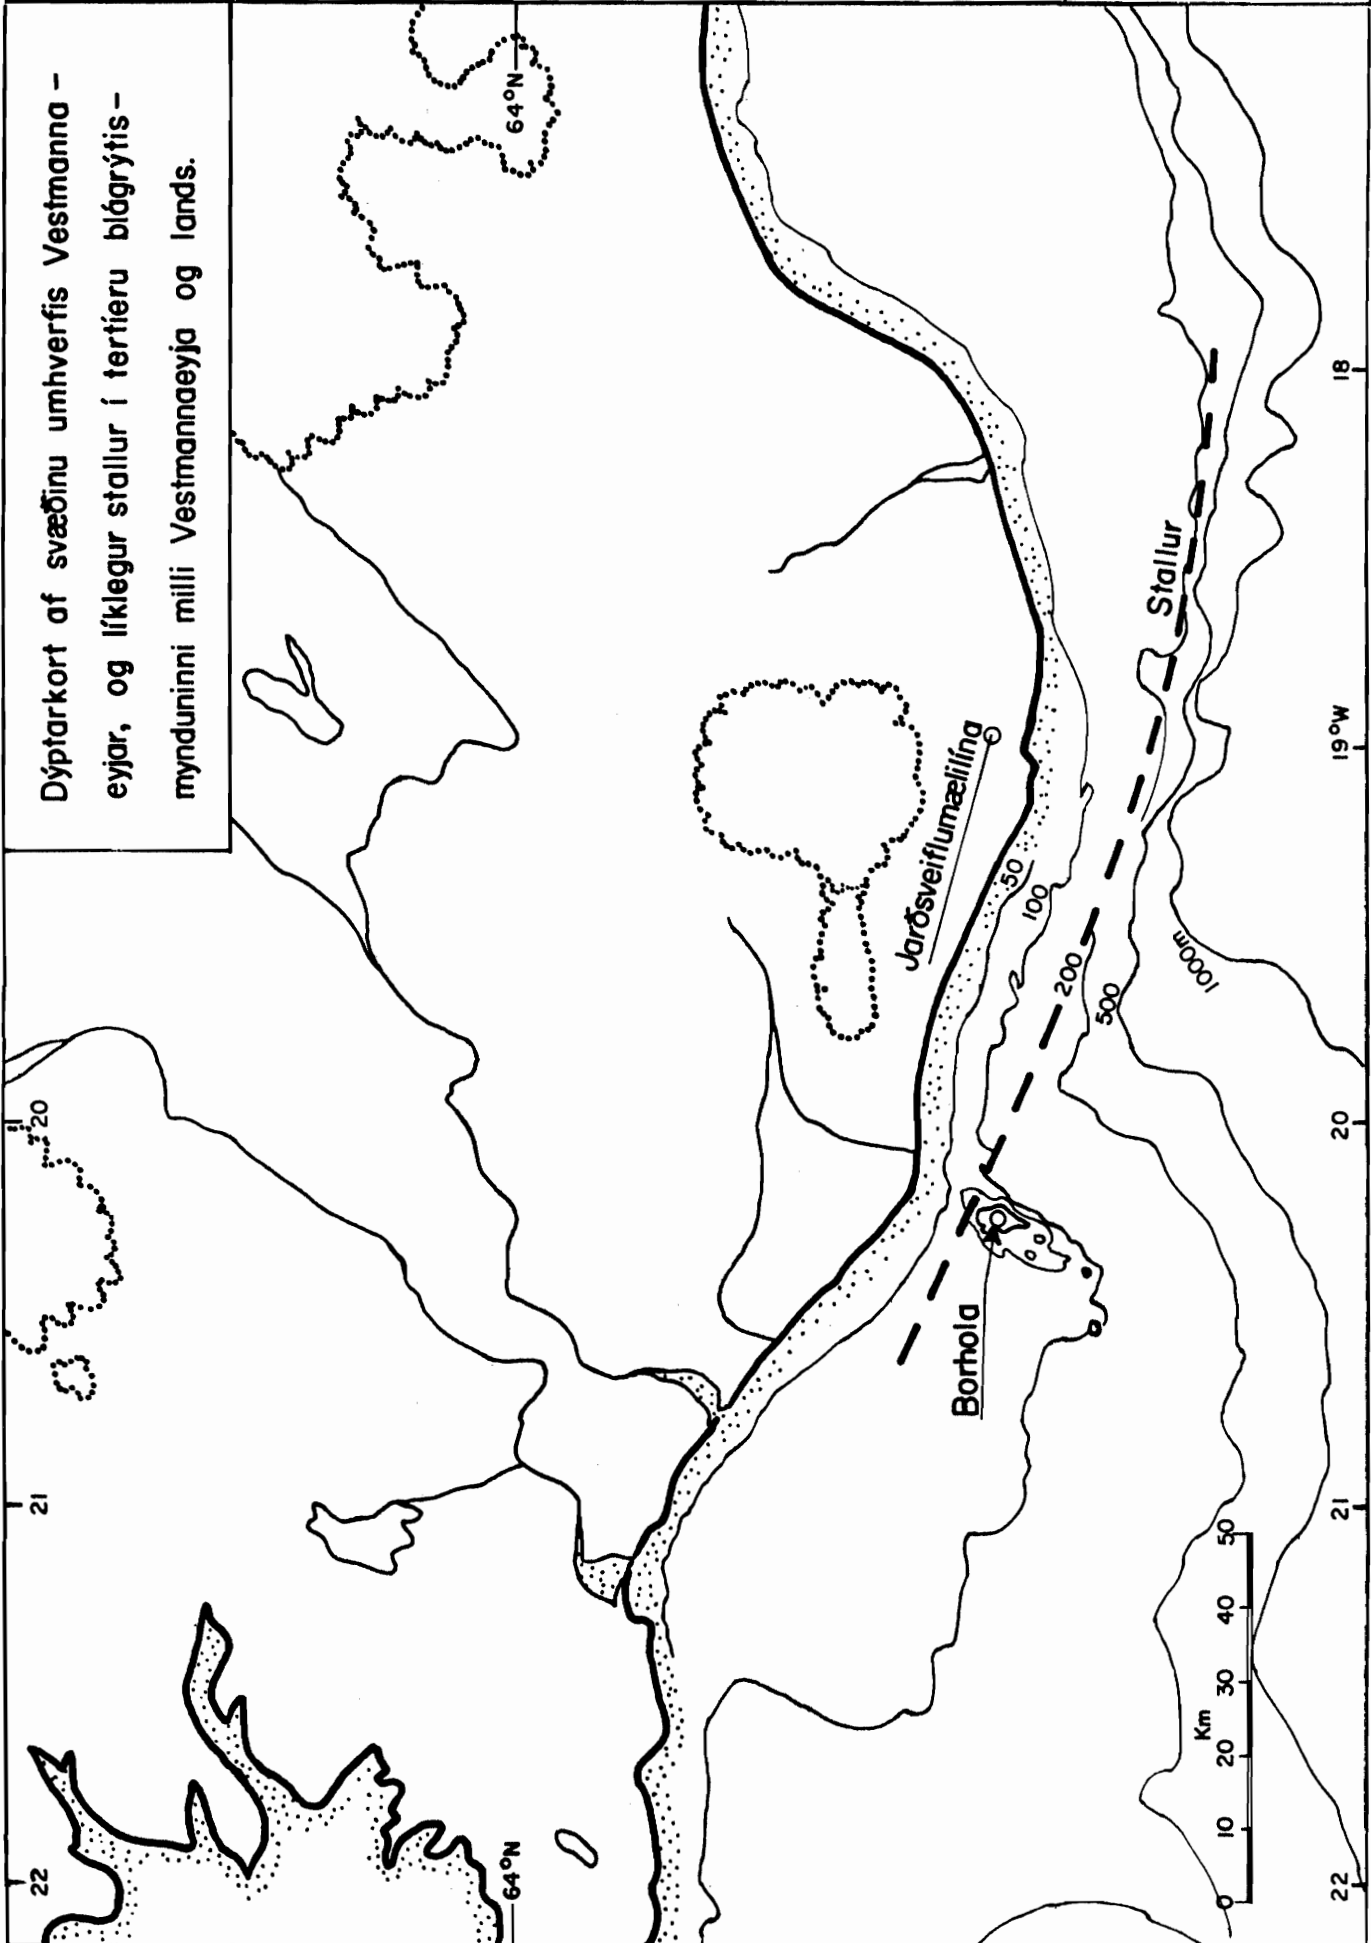 Dýptarkort af svæðinu umhverfis Vestmanna-
eyjar, og líklegur stallur í tertíeru blágrýtis-
mynduninni milli Vestmannaeyja og lands.
22
21
20
64°N
64°N
Jarðsveiflumælilína
Borhola
50
100
200
500
1000m
Stallur
Km
0 10 20 30 40 50
22
21
20
19°W
18